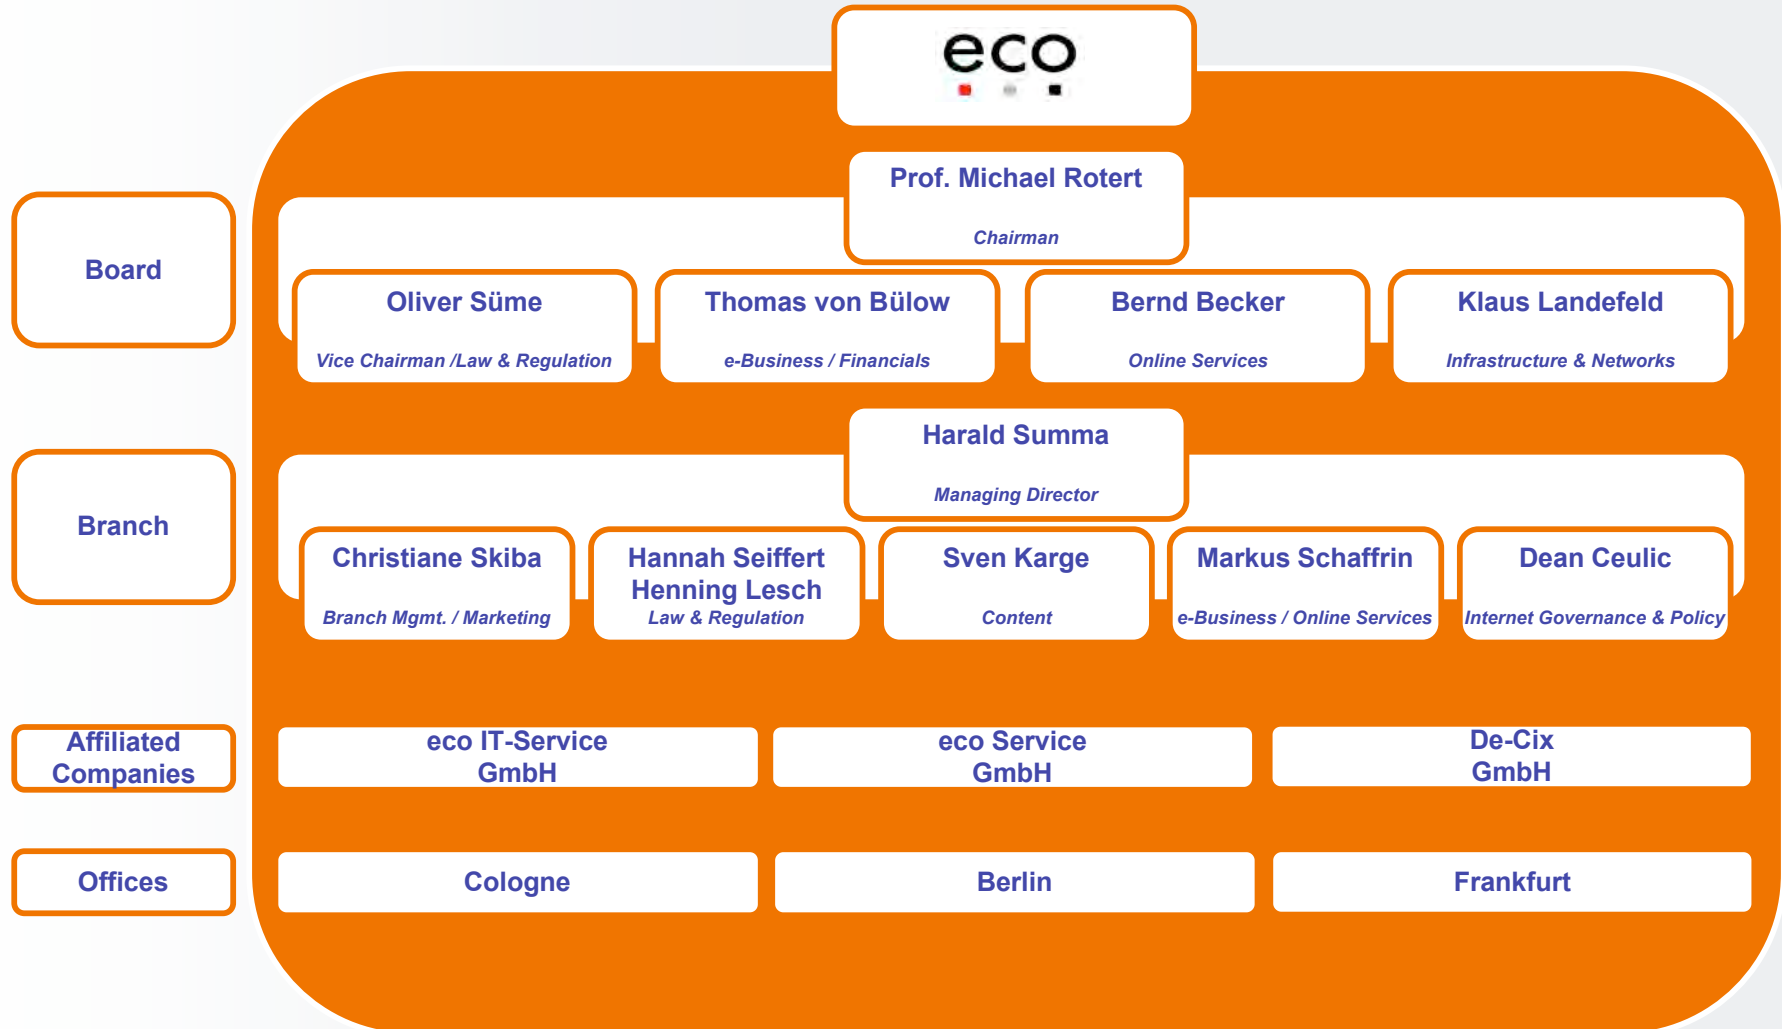 eco
Prof. Michael Rotert
Chairman
Board
Oliver Süme
Vice Chairman /Law & Regulation
Thomas von Bülow
e-Business / Financials
Bernd Becker
Online Services
Klaus Landefeld
Infrastructure & Networks
Harald Summa
Managing Director
Branch
Christiane Skiba
Branch Mgmt. / Marketing
Hannah Seiffert
Henning Lesch
Law & Regulation
Sven Karge
Content
Markus Schaffrin
e-Business / Online Services
Dean Ceulic
Internet Governance & Policy
Affiliated
Companies
eco IT-Service
GmbH
eco Service
GmbH
De-Cix
GmbH
Offices
Cologne
Berlin
Frankfurt